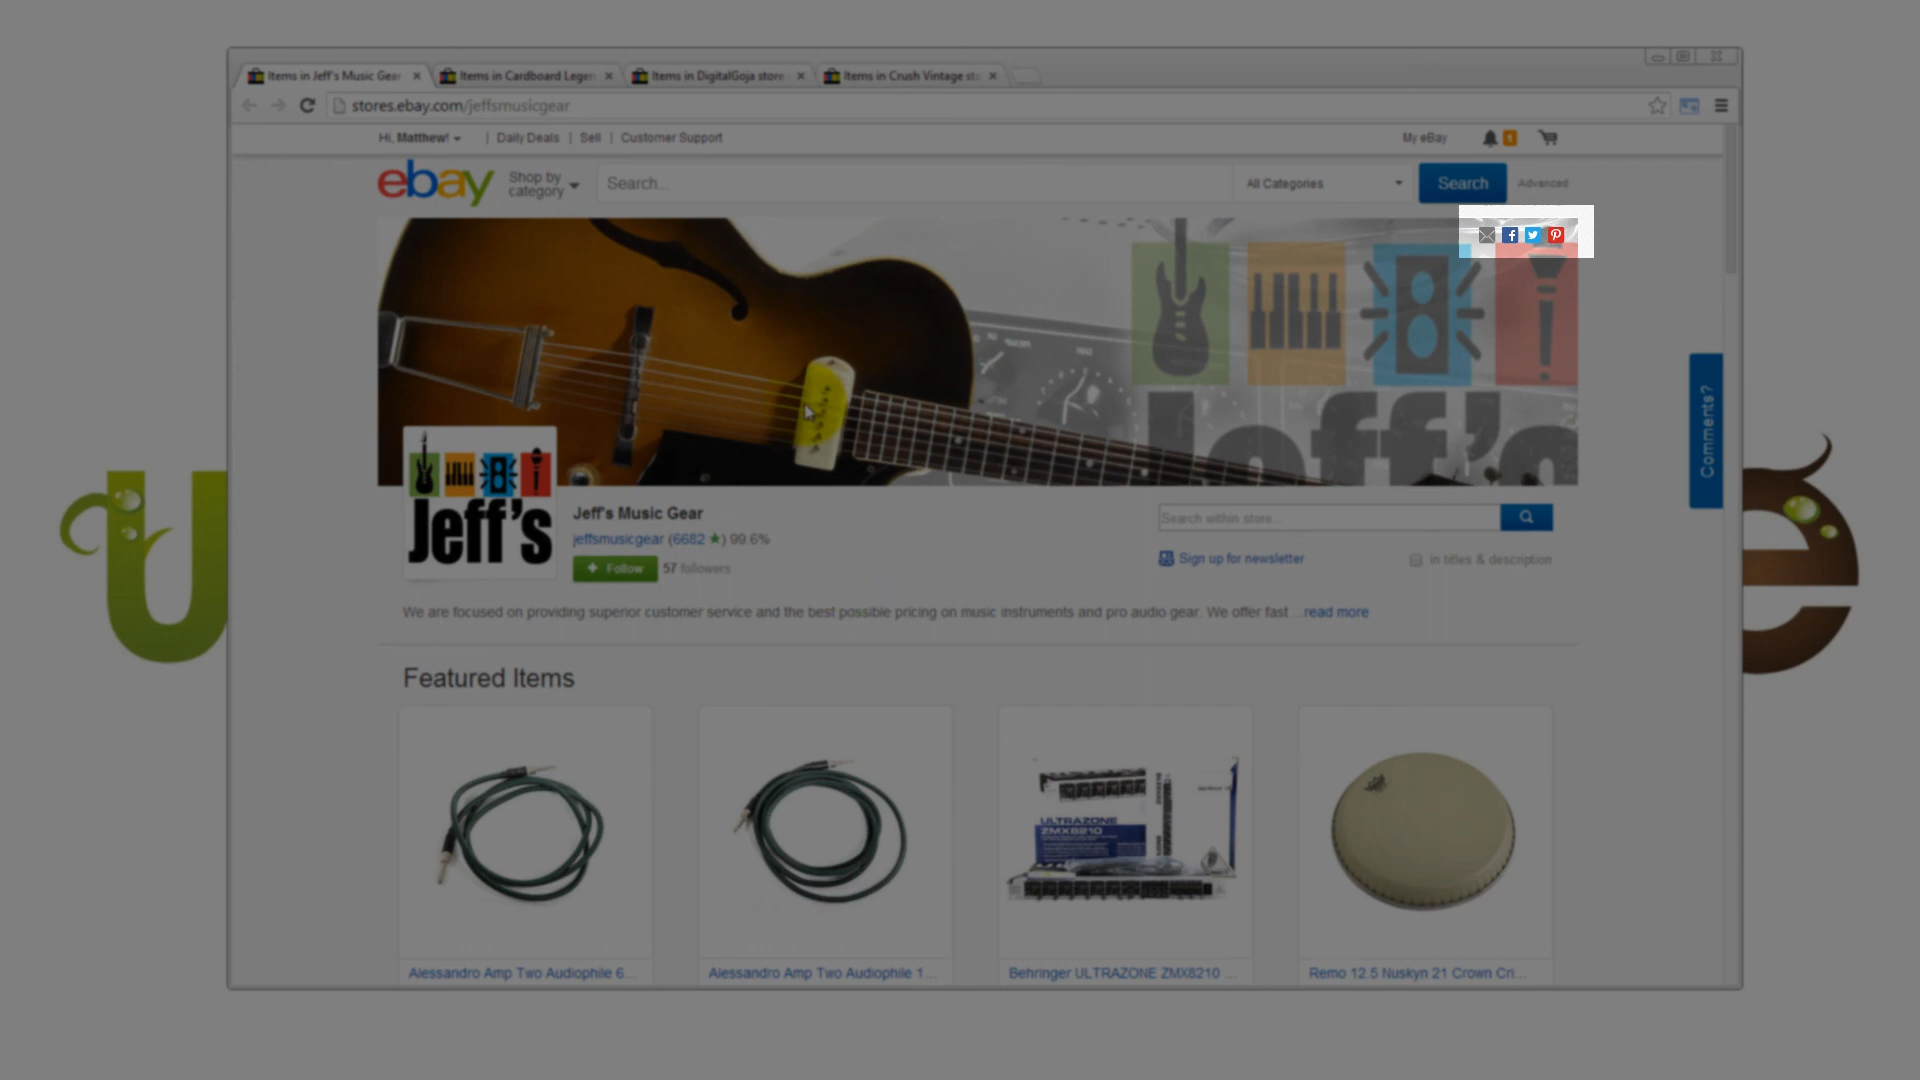 Items in Jeff's Music Gear
Items in Cardboard Legen
Items in DigitalGoja store
Items in Crush Vintage sto
stores.ebay.com/jeffsmusicgear
Hi, Matthew! | Daily Deals | Sell | Customer Support
My eBay
1
ebay
Shop by
category
Search...
All Categories
Search
Advanced
Jeff's
Comments?
Jeff's
Jeff's Music Gear
jeffsmusicgear (6682 ★) 99.6%
+ Follow
57 followers
Search within store...
Sign up for newsletter
in titles & description
We are focused on providing superior customer service and the best possible pricing on music instruments and pro audio gear. We offer fast ...read more
Featured Items
ULTRAZONE
ZMX8210
Alessandro Amp Two Audiophile 6...
Alessandro Amp Two Audiophile 1...
Behringer ULTRAZONE ZMX8210 ...
Remo 12.5 Nuskyn 21 Crown Cri...
u
e